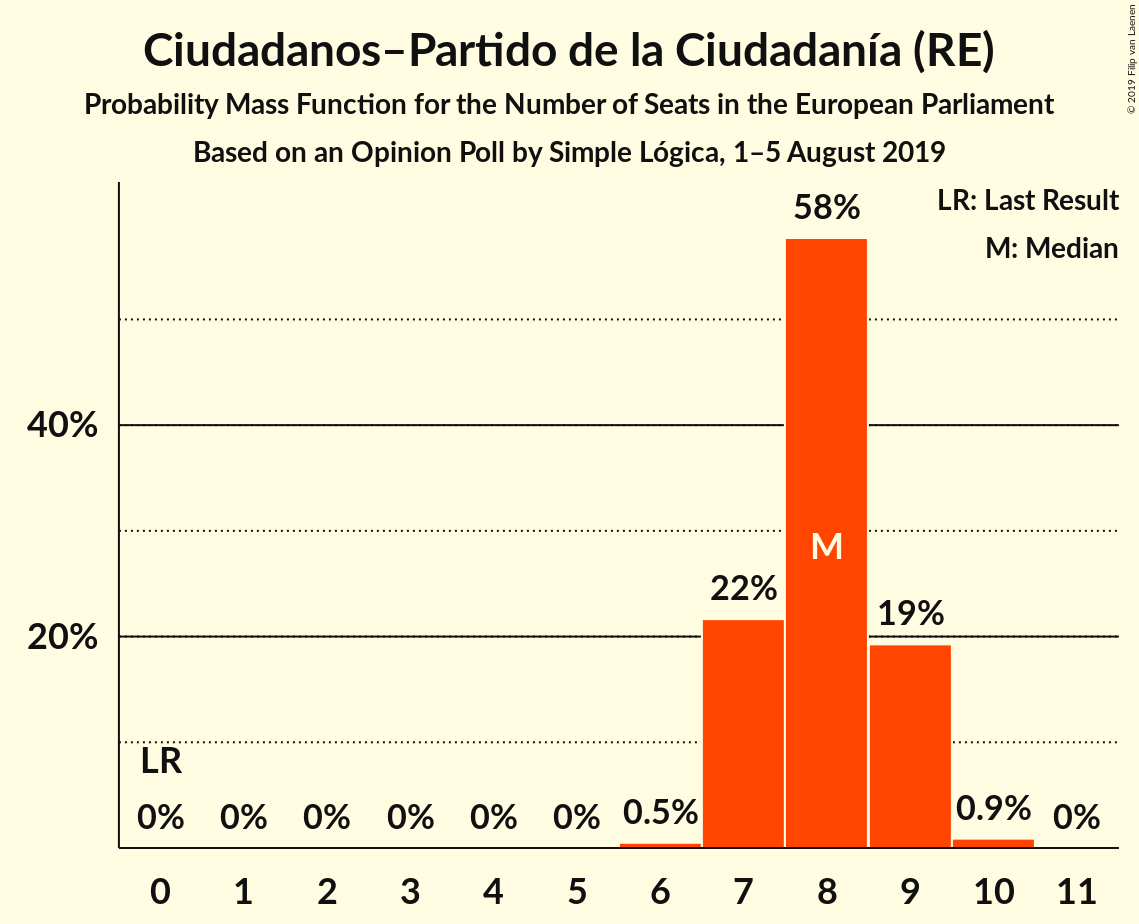 Ciudadanos–Partido de la Ciudadanía (RE)
Probability Mass Function for the Number of Seats in the European Parliament
Based on an Opinion Poll by Simple Lógica, 1–5 August 2019
© 2019 Filip van Laenen
LR: Last Result
M: Median
58%
40%
M
22%
19%
20%
LR
0% 0% 0% 0% 0% 0% 0.5% 0.9% 0%
0 1 2 3 4 5 6 7 8 9 10 11